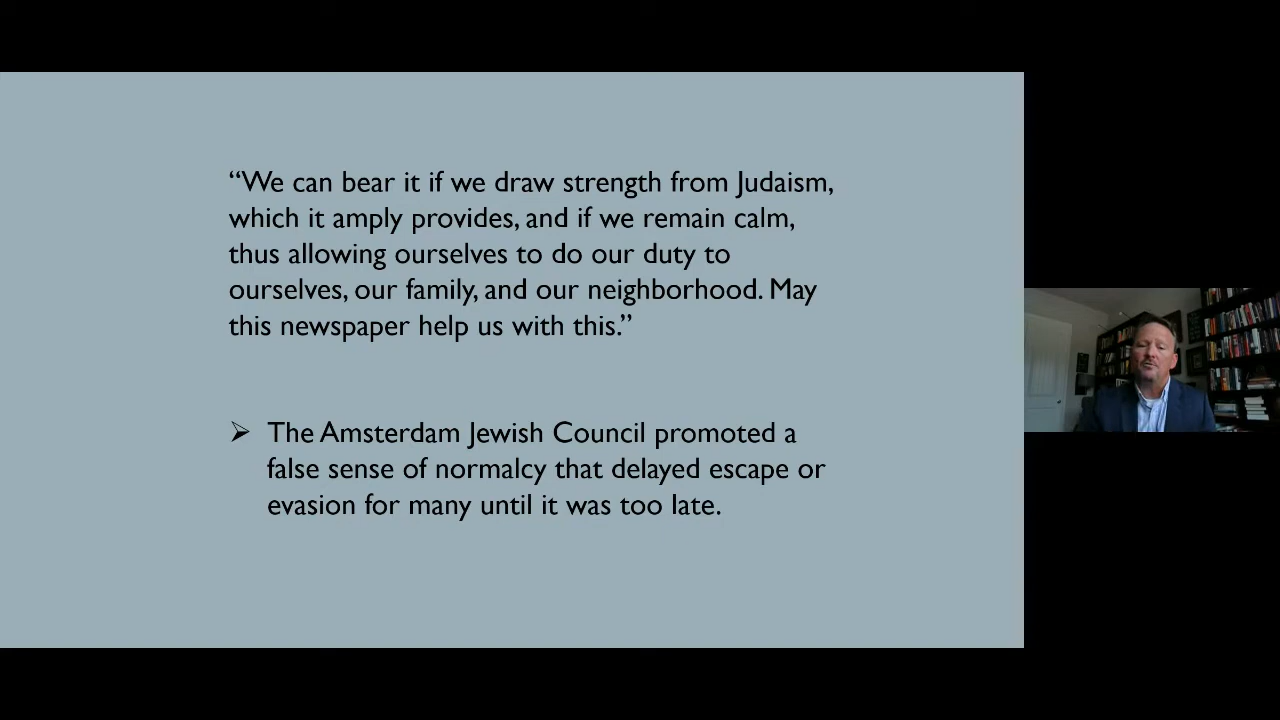 “We can bear it if we draw strength from Judaism,
which it amply provides, and if we remain calm,
thus allowing ourselves to do our duty to
ourselves, our family, and our neighborhood. May
this newspaper help us with this.”
➢ The Amsterdam Jewish Council promoted a
false sense of normalcy that delayed escape or
evasion for many until it was too late.